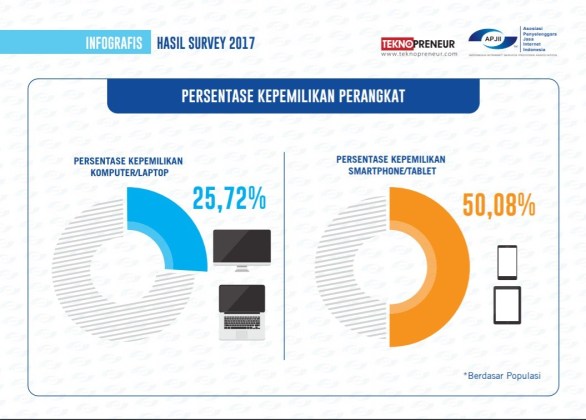 INFOGRAFIS HASIL SURVEY 2017
TEKNOPRENEUR
www.teknopreneur.com
APJII
Asosiasi
Penyelenggara
Jasa
Internet
Indonesia
PERSENTASE KEPEMILIKAN PERANGKAT
PERSENTASE KEPEMILIKAN
KOMPUTER/LAPTOP
25,72%
PERSENTASE KEPEMILIKAN
SMARTPHONE/TABLET
50,08%
*Berdasar Populasi